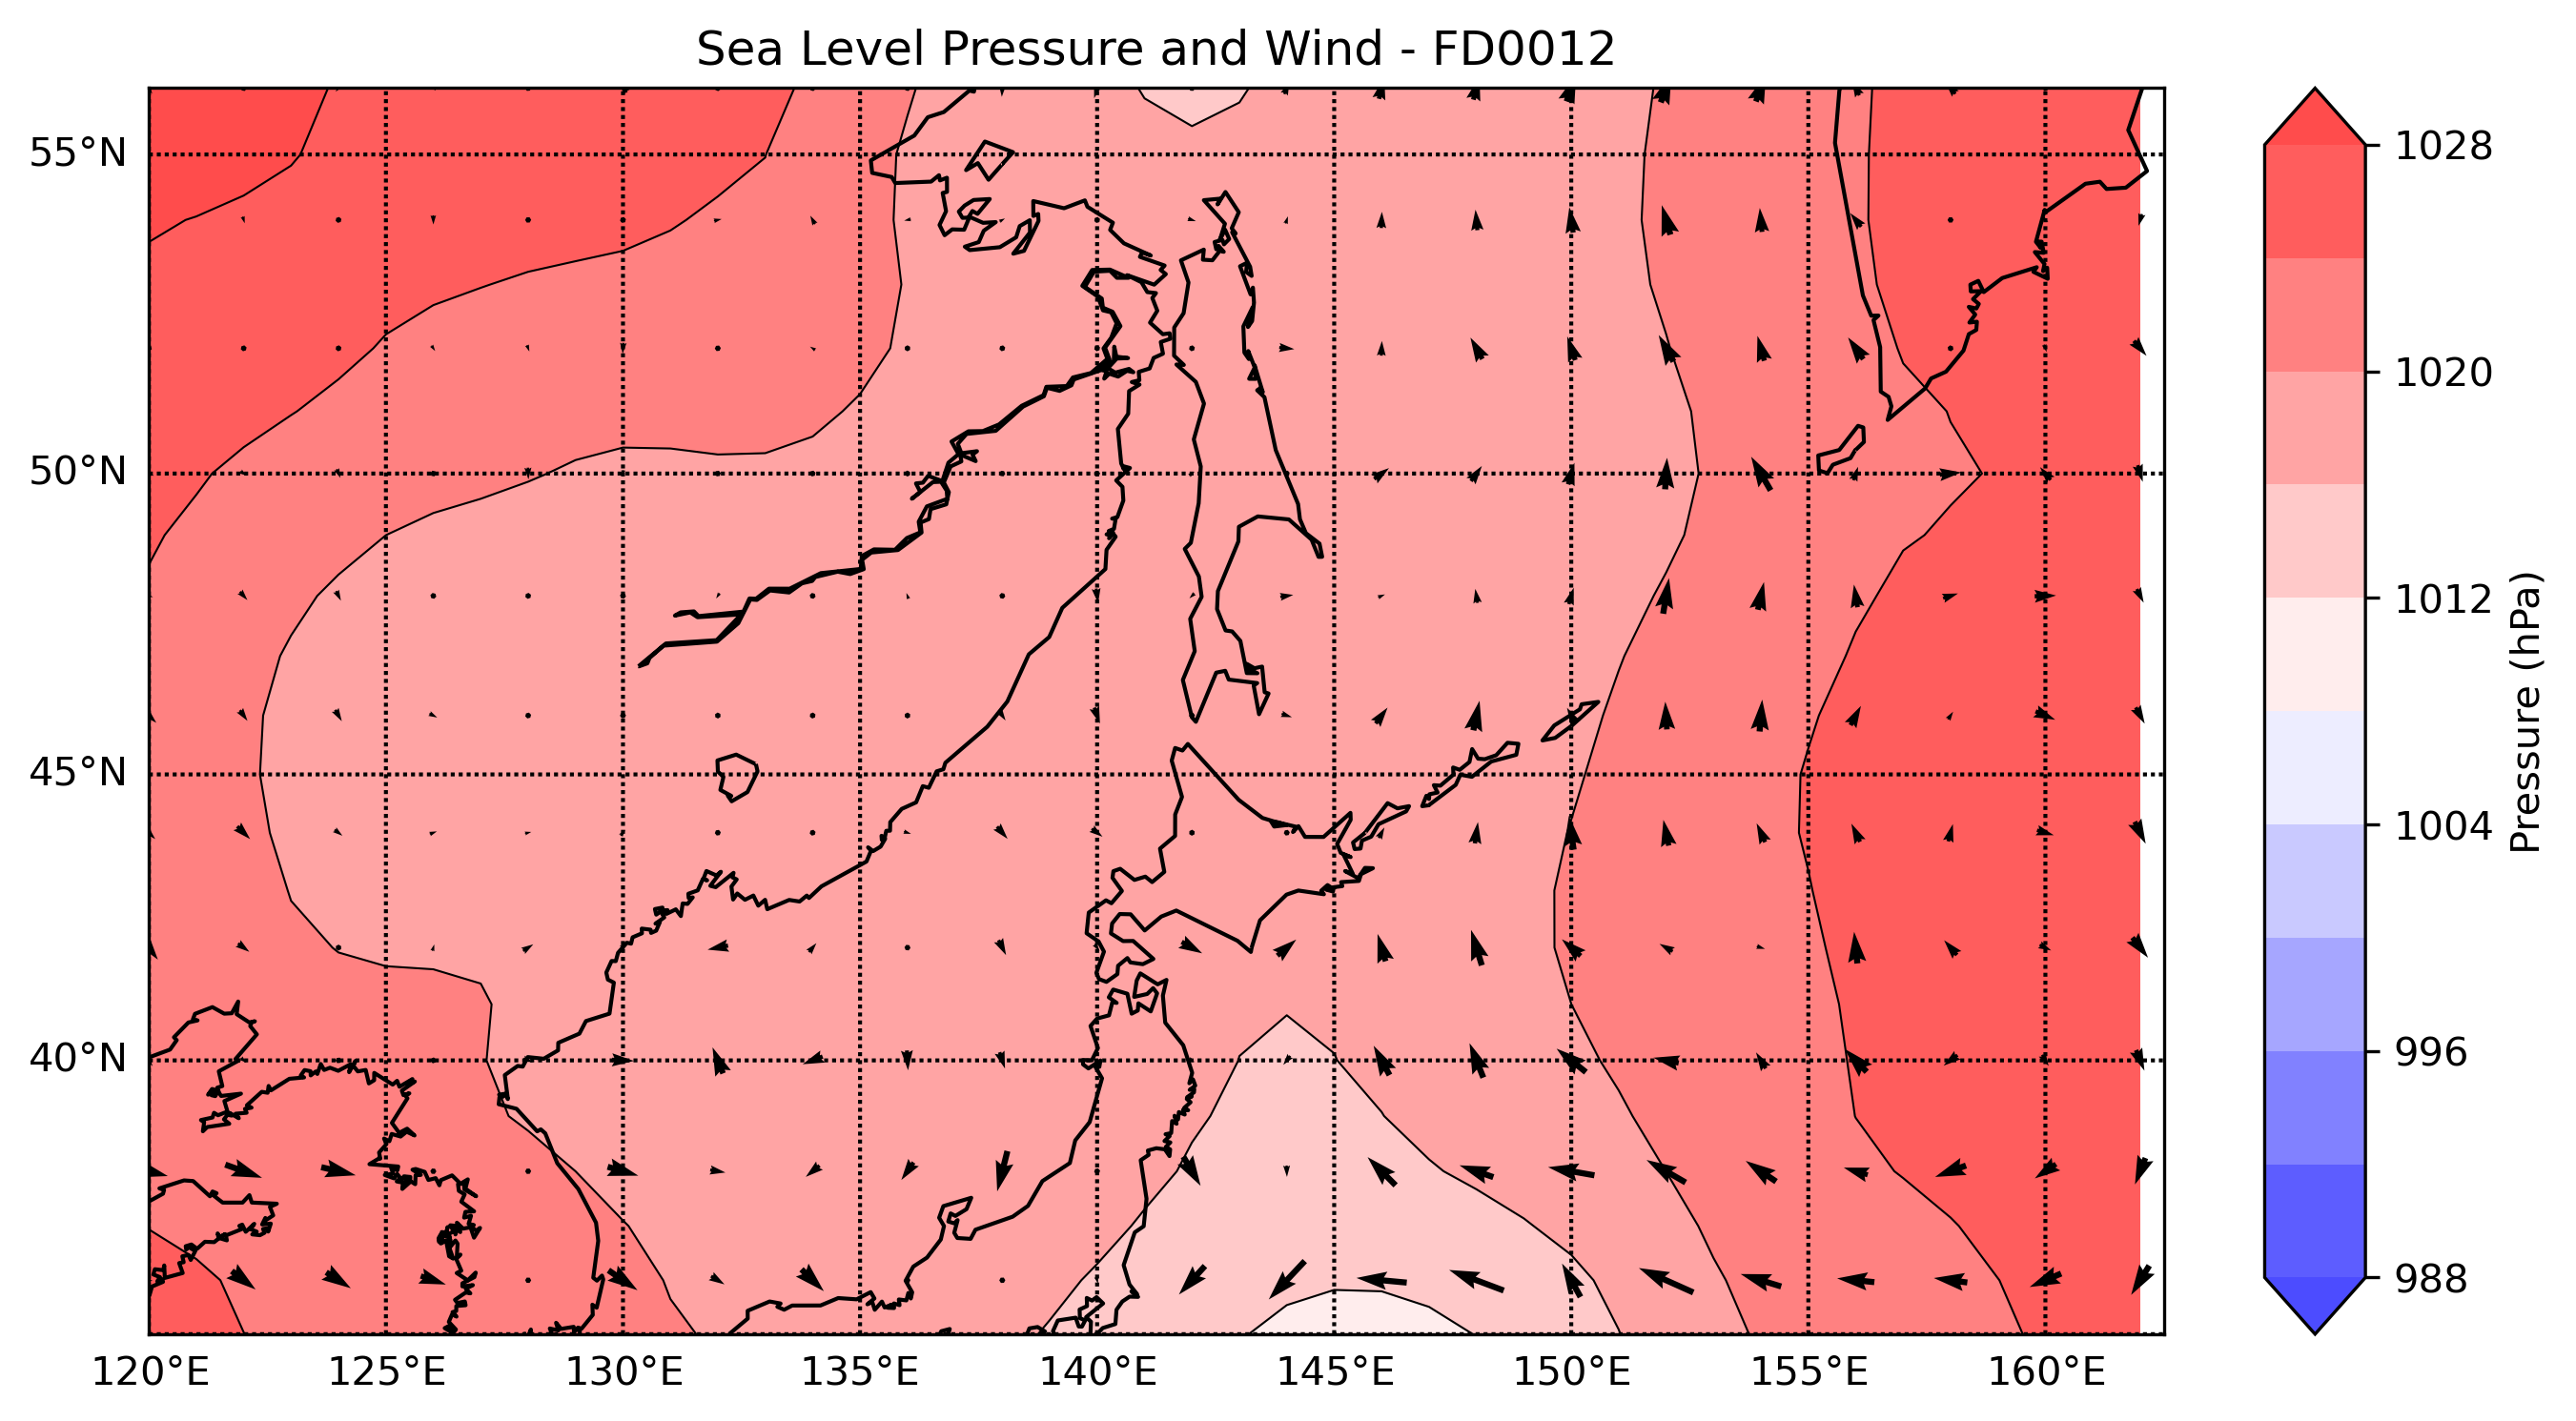 Sea Level Pressure and Wind - FD0012
55°N
50°N
45°N
40°N
120°E
125°E
130°E
135°E
140°E
145°E
150°E
155°E
160°E
1028
1020
1012
1004
996
988
Pressure (hPa)